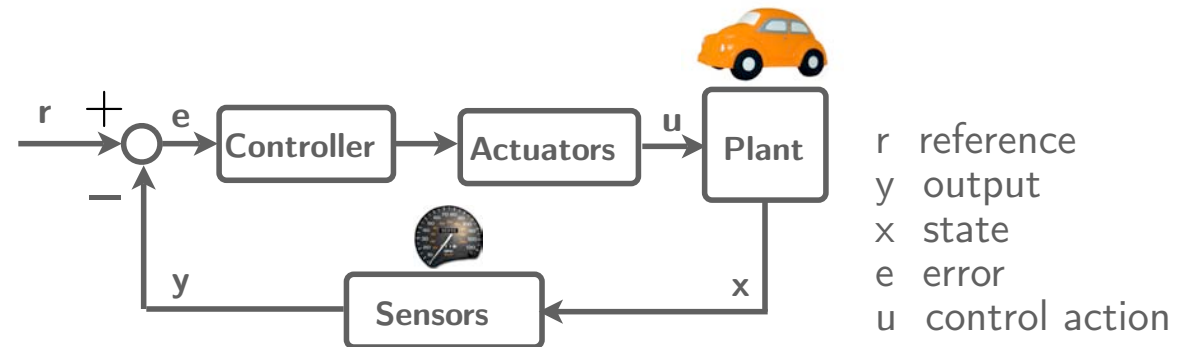 r
+
e
Controller
Actuators
u
Plant
−
y
Sensors
x
r reference
y output
x state
e error
u control action